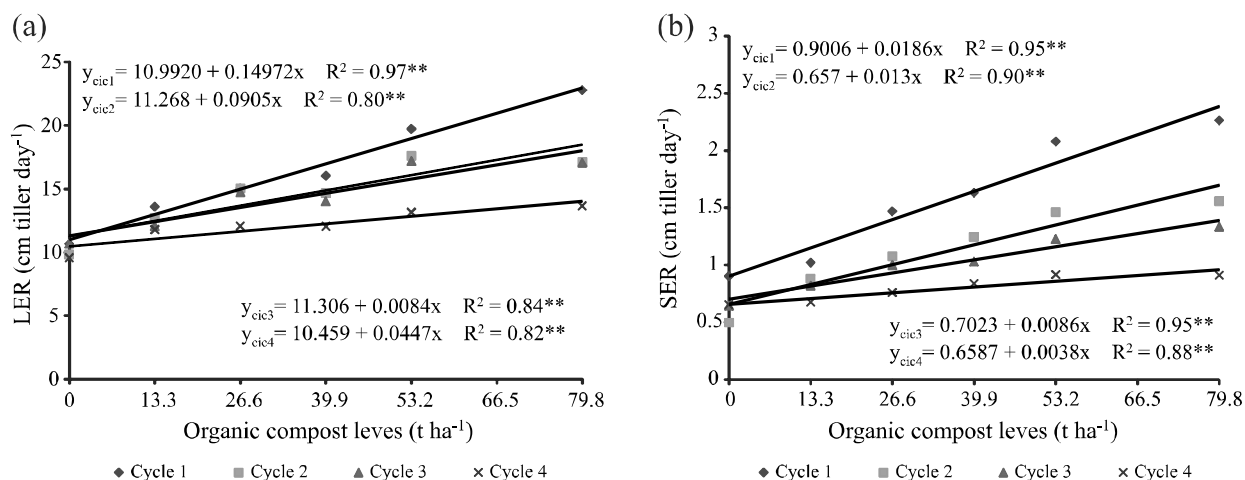 (a)
25
20
15
10
5
0
LER (cm tiller day⁻¹)
y_cic1= 10.9920 + 0.14972x R² = 0.97**
y_cic2= 11.268 + 0.0905x R² = 0.80**
y_cic3= 11.306 + 0.0084x R² = 0.84**
y_cic4= 10.459 + 0.0447x R² = 0.82**
0 13.3 26.6 39.9 53.2 66.5 79.8
Organic compost leves (t ha⁻¹)
Cycle 1 Cycle 2 Cycle 3 Cycle 4
(b)
3
2.5
2
1.5
1
0.5
0
SER (cm tiller day⁻¹)
y_cic1= 0.9006 + 0.0186x R² = 0.95**
y_cic2= 0.657 + 0.013x R² = 0.90**
y_cic3= 0.7023 + 0.0086x R² = 0.95**
y_cic4= 0.6587 + 0.0038x R² = 0.88**
0 13.3 26.6 39.9 53.2 66.5 79.8
Organic compost leves (t ha⁻¹)
Cycle 1 Cycle 2 Cycle 3 Cycle 4